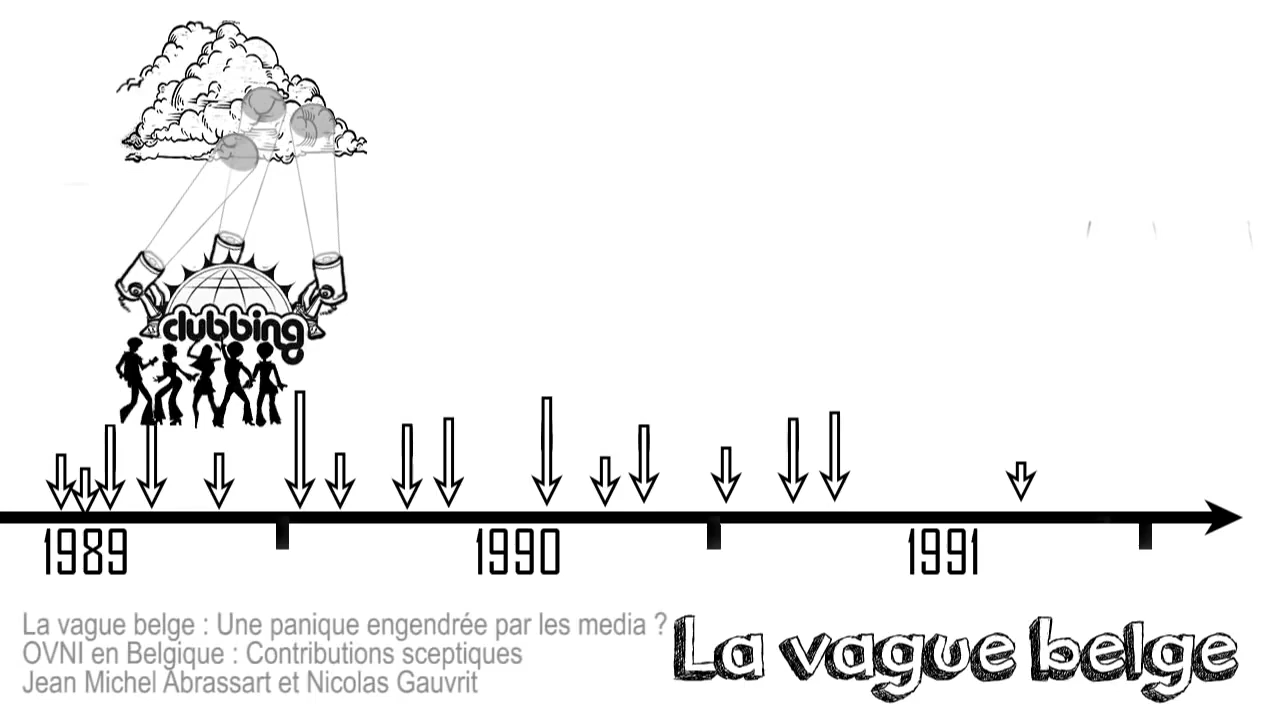 clubbing
1989
1990
1991
La vague belge : Une panique engendrée par les media ?
OVNI en Belgique : Contributions sceptiques
Jean Michel Abrassart et Nicolas Gauvrit
La vague belge